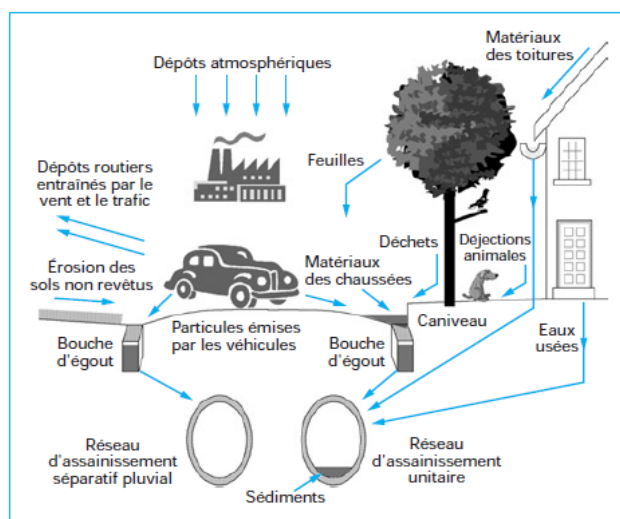 Matériaux
des toitures
Dépôts atmosphériques
Feuilles
Dépôts routiers
entraînés par le
vent et le trafic
Déchets
Déjections
animales
Matériaux
des chaussées
Érosion des
sols non revêtus
Particules émises
par les véhicules
Caniveau
Bouche
d'égout
Bouche
d'égout
Eaux
usées
Réseau
d'assainissement
séparatif pluvial
Réseau
d'assainissement
unitaire
Sédiments